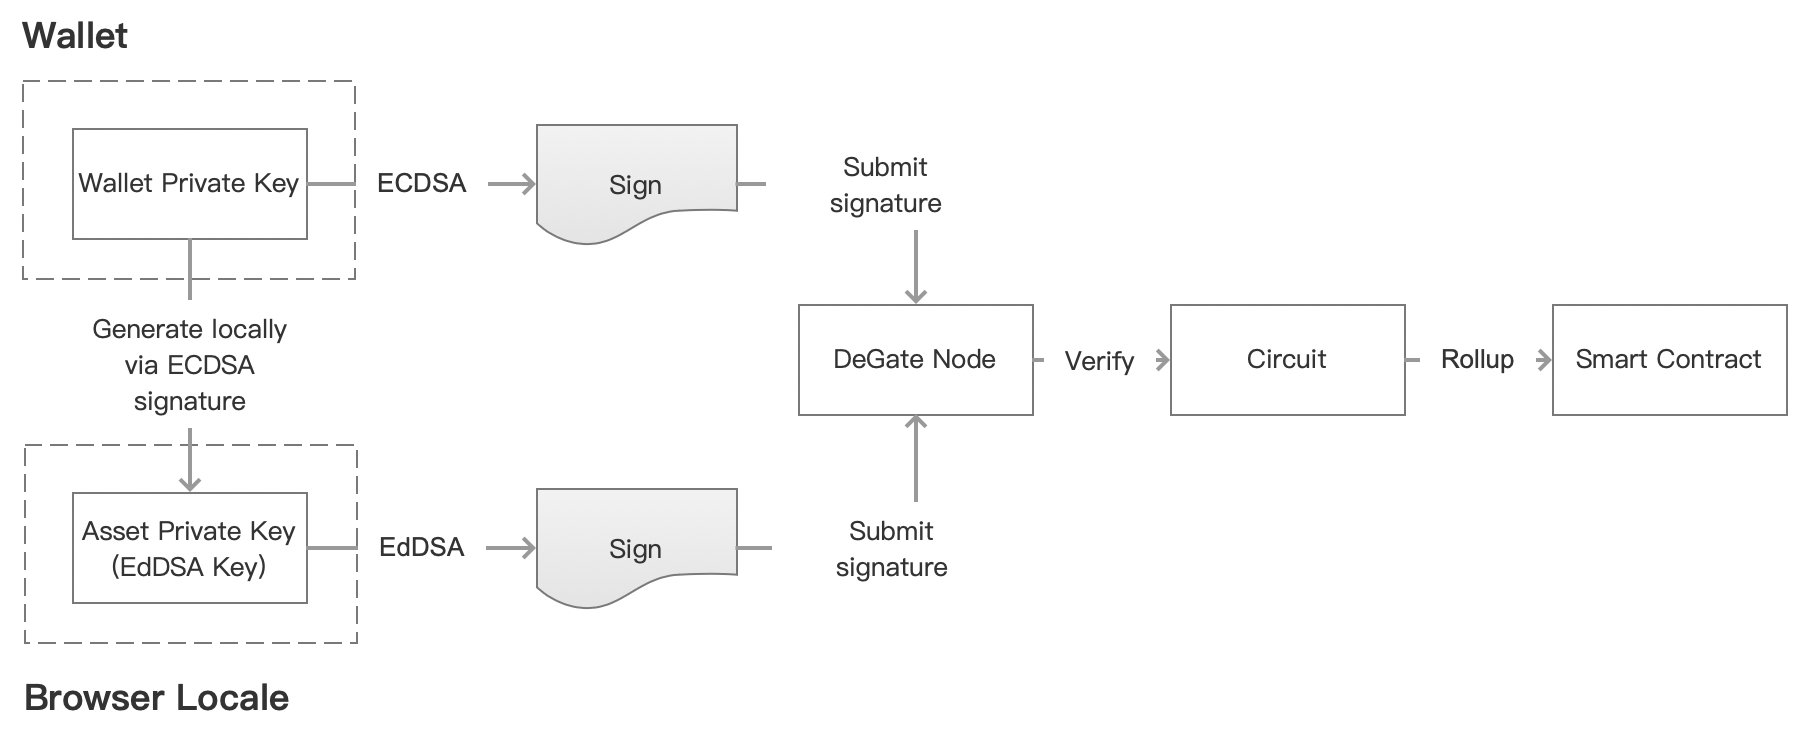 Wallet
Wallet Private Key
ECDSA
Sign
Submit
signature
Generate locally
via ECDSA
signature
DeGate Node
Verify
Circuit
Rollup
Smart Contract
Asset Private Key
(EdDSA Key)
EdDSA
Sign
Submit
signature
Browser Locale